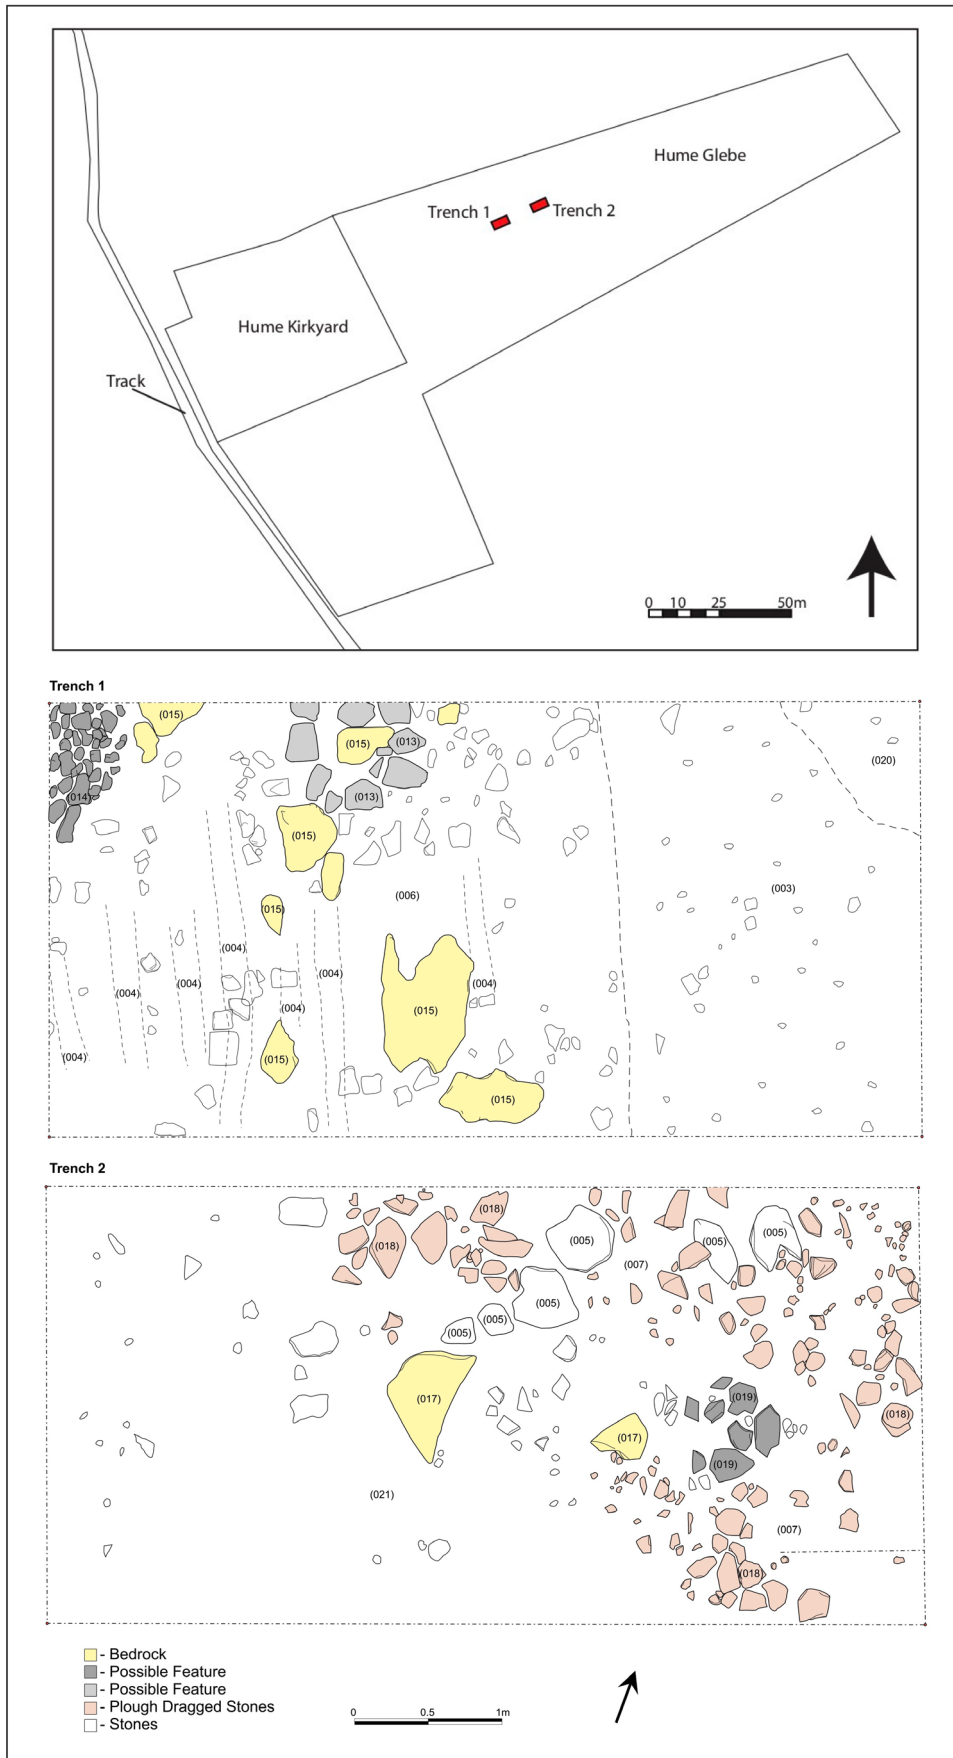 Hume Glebe
Trench 1
Trench 2
Hume Kirkyard
Track
0 10 25 50m
Trench 1
(015)
(015)
(013)
(020)
(014)
(013)
(015)
(003)
(006)
(015)
(004)
(004)
(004)
(004)
(004)
(004)
(015)
(004)
(015)
(015)
Trench 2
(018)
(005)
(005)
(005)
(018)
(007)
(005)
(005)
(005)
(017)
(019)
(018)
(017)
(019)
(021)
(007)
(018)
- Bedrock
- Possible Feature
- Possible Feature
- Plough Dragged Stones
- Stones
0 0.5 1m